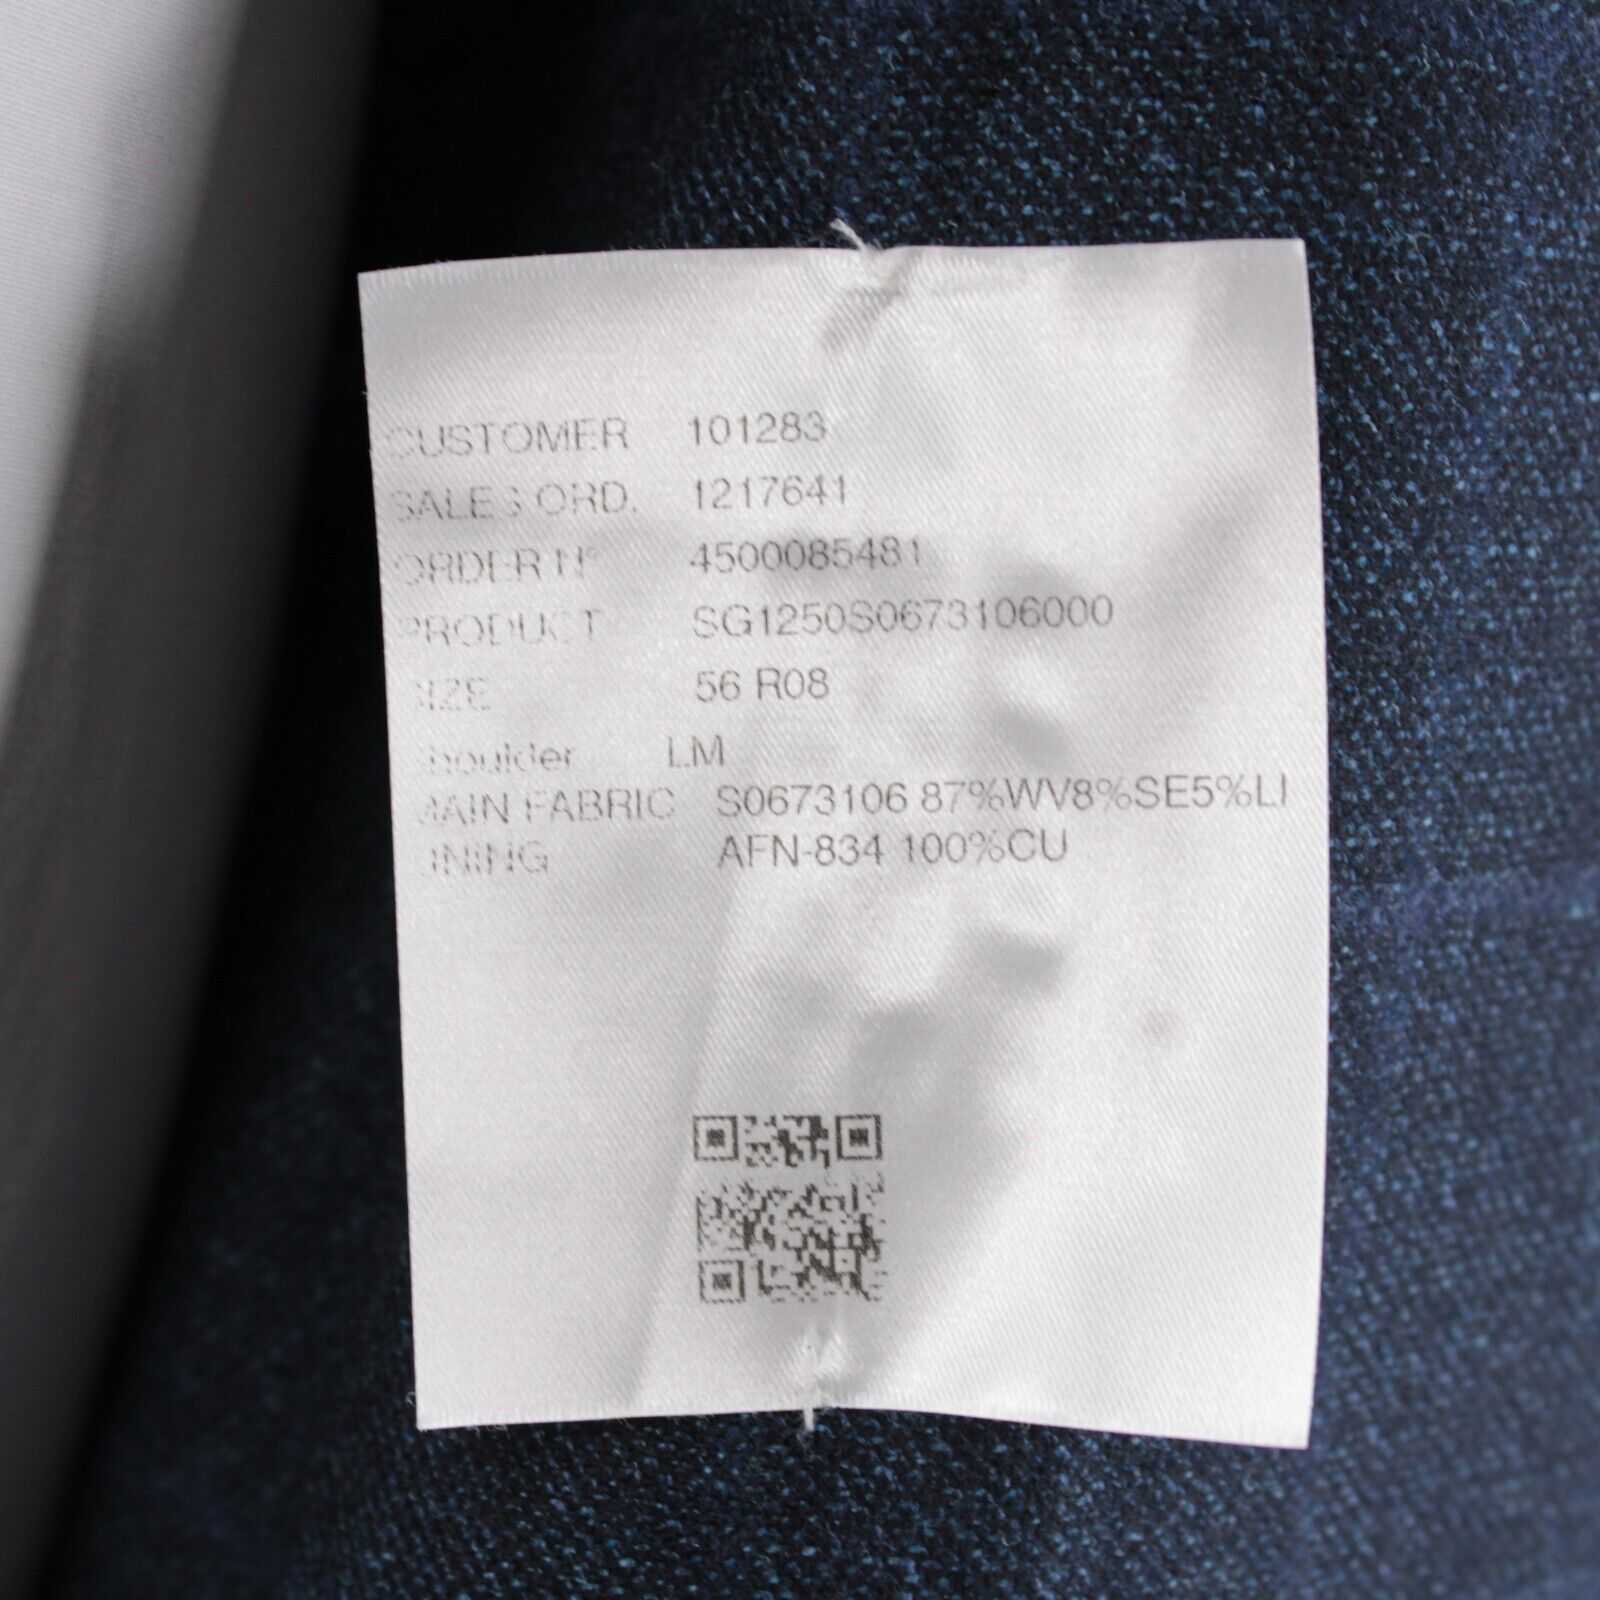 CUSTOMER 101283
SALES ORD. 1217641
ORDER N° 4500085481
PRODUCT SG1250S0673106000
SIZE 56 R08
Shoulder LM
MAIN FABRIC S0673106 87%WV8%SE5%LI
LINING AFN-834 100%CU